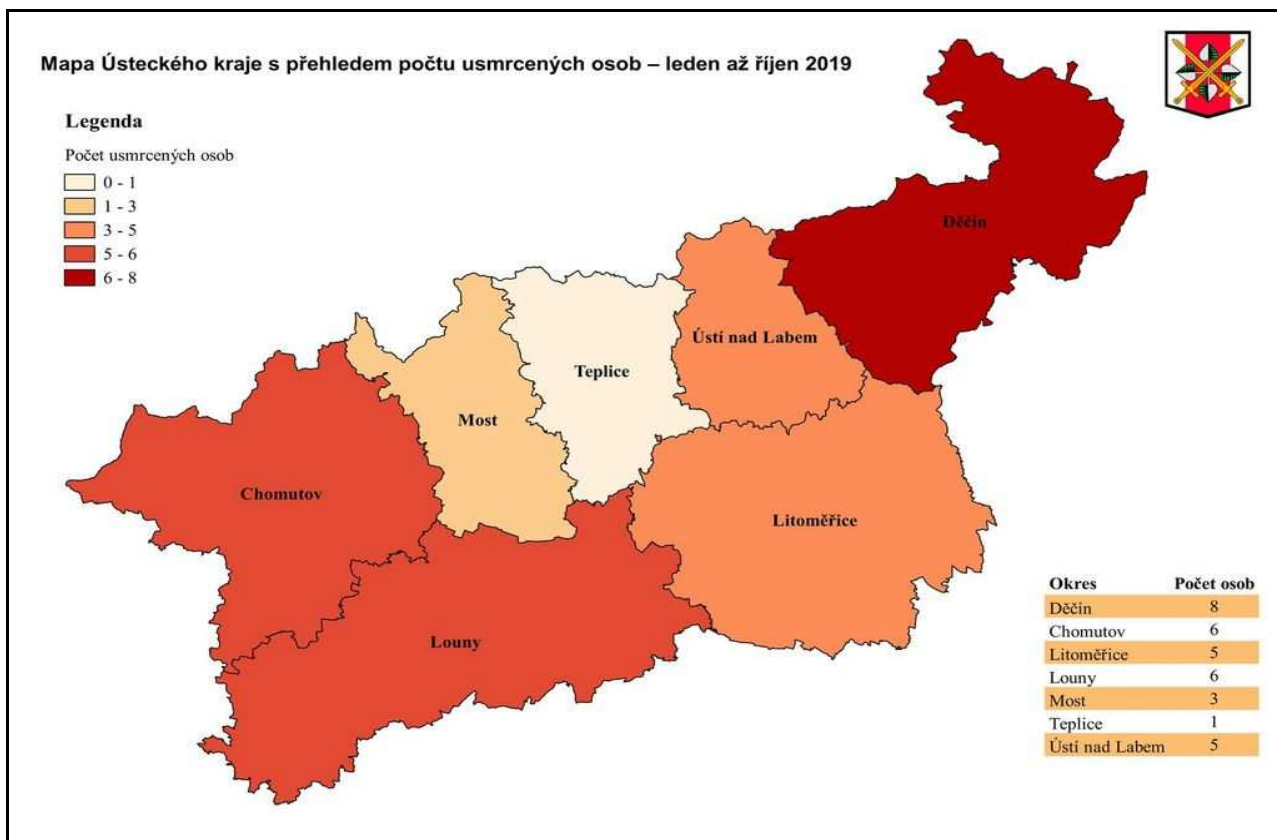 Mapa Ústeckého kraje s přehledem počtu usmrcených osob – leden až říjen 2019
Legenda
Počet usmrcených osob
0 - 1
1 - 3
3 - 5
5 - 6
6 - 8
Děčín
Ústí nad Labem
Teplice
Most
Chomutov
Litoměřice
Louny
Okres Počet osob
Děčín 8
Chomutov 6
Litoměřice 5
Louny 6
Most 3
Teplice 1
Ústí nad Labem 5